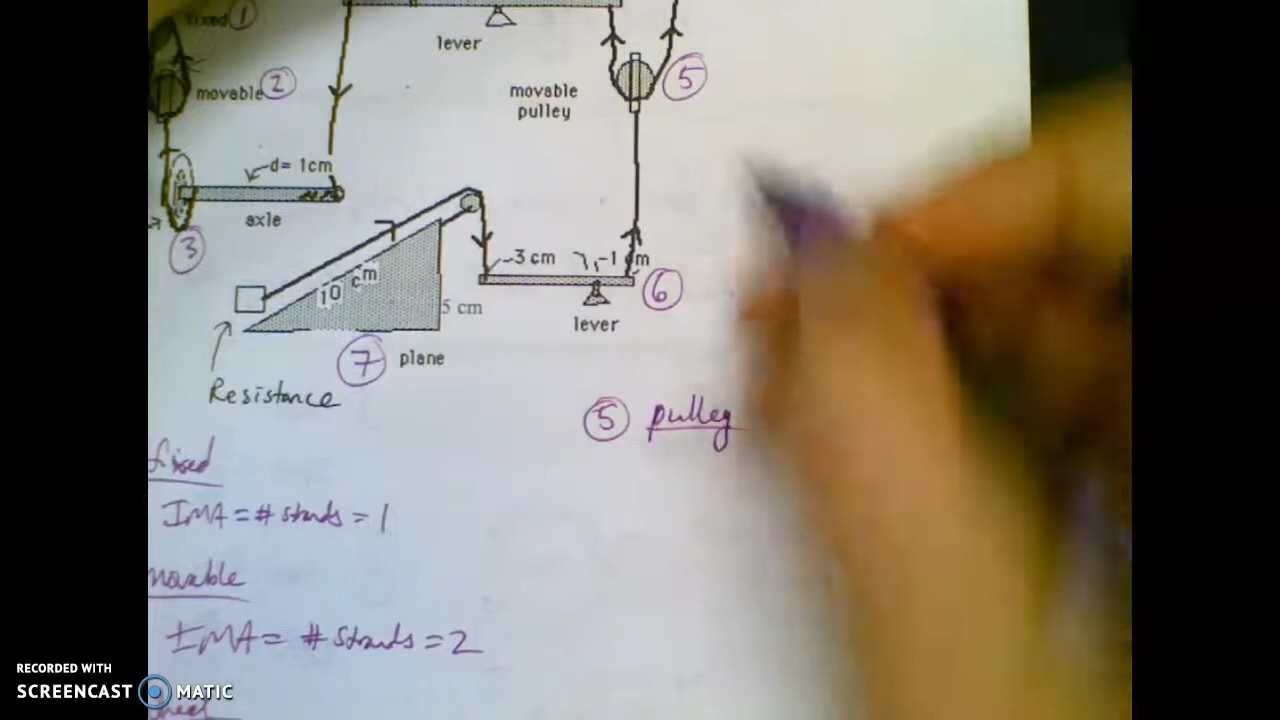 fixed 1
lever
movable 2
movable
pulley
5
d= 1cm
axle
3
10 cm
5 cm
3 cm
1 cm
6
lever
7 plane
Resistance
5 pulley
fixed
IMA = # strands = 1
movable
IMA = # strands = 2
RECORDED WITH
SCREENCAST MATIC